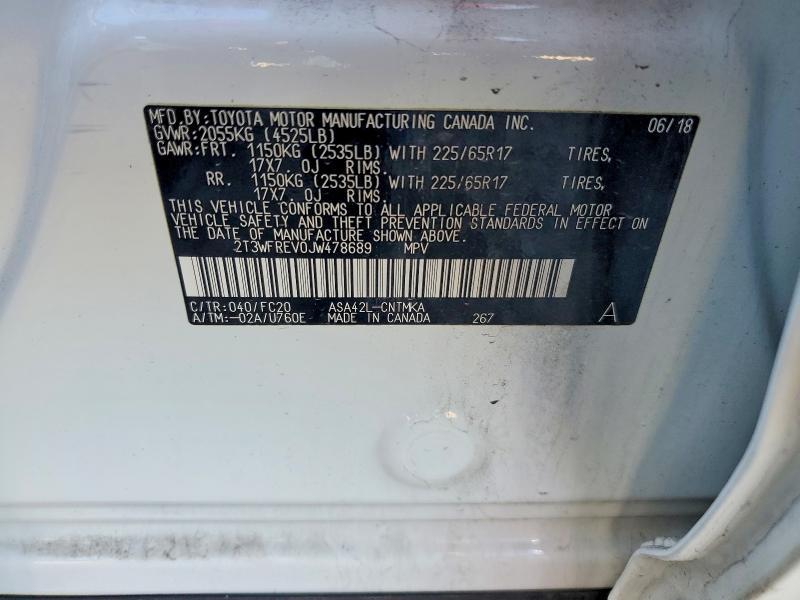 MFD.BY:TOYOTA MOTOR MANUFACTURING CANADA INC. 06/18
GVWR:2055KG (4525LB)
GAWR:FRT. 1150KG (2535LB) WITH 225/65R17 TIRES,
17X7 0J RIMS.
RR. 1150KG (2535LB) WITH 225/65R17 TIRES,
17X7 0J RIMS.
THIS VEHICLE CONFORMS TO ALL APPLICABLE FEDERAL MOTOR
VEHICLE SAFETY AND THEFT PREVENTION STANDARDS IN EFFECT ON
THE DATE OF MANUFACTURE SHOWN ABOVE.
2T3WFREV0JW478689 MPV
C/TR:040/FC20 ASA42L-CNTMKA
A/TM:-02A/U760E MADE IN CANADA 267 A